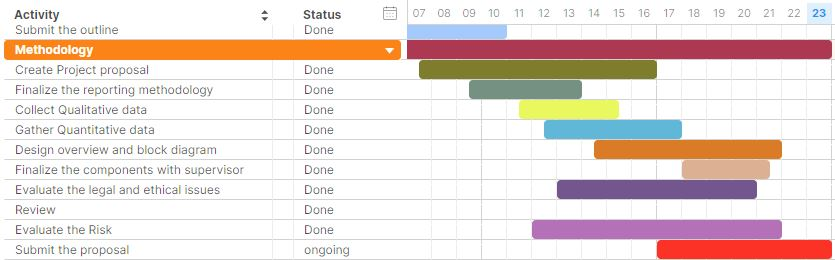 Activity Status 07 08 09 10 11 12 13 14 15 16 17 18 19 20 21 22 23
Submit the outline Done
Methodology
Create Project proposal Done
Finalize the reporting methodology Done
Collect Qualitative data Done
Gather Quantitative data Done
Design overview and block diagram Done
Finalize the components with supervisor Done
Evaluate the legal and ethical issues Done
Review Done
Evaluate the Risk Done
Submit the proposal ongoing